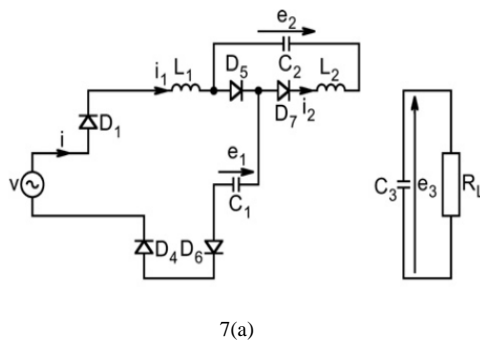 e2
i1 L1 D5 C2 L2
D7 i2
i D1
e1
v C1
C3 e3 RL
D4 D6
7(a)